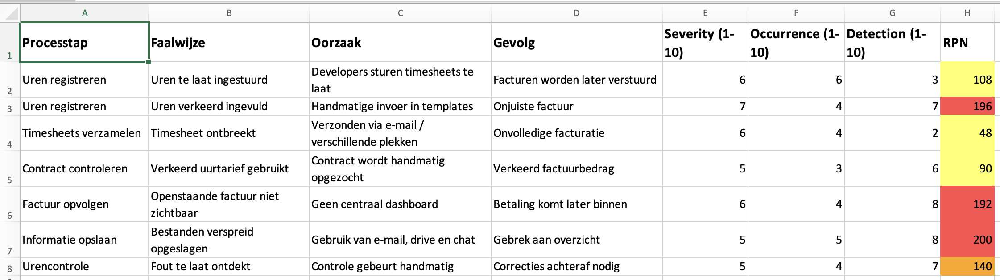 A B C D E F G H
1 Processtap Faalwijze Oorzaak Gevolg Severity (1-10) Occurrence (1-10) Detection (1-10) RPN
2 Uren registreren Uren te laat ingestuurd Developers sturen timesheets te laat Facturen worden later verstuurd 6 6 3 108
3 Uren registreren Uren verkeerd ingevuld Handmatige invoer in templates Onjuiste factuur 7 4 7 196
4 Timesheets verzamelen Timesheet ontbreekt Verzonden via e-mail / verschillende plekken Onvolledige facturatie 6 4 2 48
5 Contract controleren Verkeerd uurtarief gebruikt Contract wordt handmatig opgezocht Verkeerd factuurbedrag 5 3 6 90
6 Factuur opvolgen Openstaande factuur niet zichtbaar Geen centraal dashboard Betaling komt later binnen 6 4 8 192
7 Informatie opslaan Bestanden verspreid opgeslagen Gebruik van e-mail, drive en chat Gebrek aan overzicht 5 5 8 200
8 Urencontrole Fout te laat ontdekt Controle gebeurt handmatig Correcties achteraf nodig 5 4 7 140